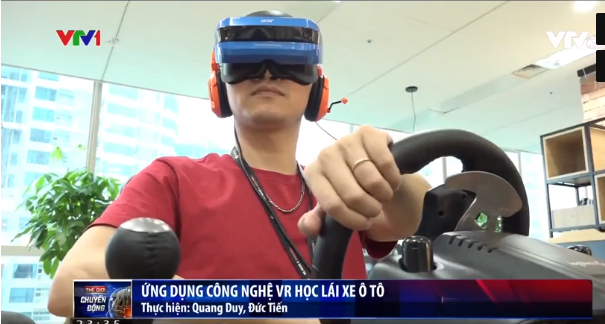 VTV1
VTV
acer
ỨNG DỤNG CÔNG NGHỆ VR HỌC LÁI XE Ô TÔ
THẾ GIỚI
CHUYỂN ĐỘNG
Thực hiện: Quang Duy, Đức Tiến